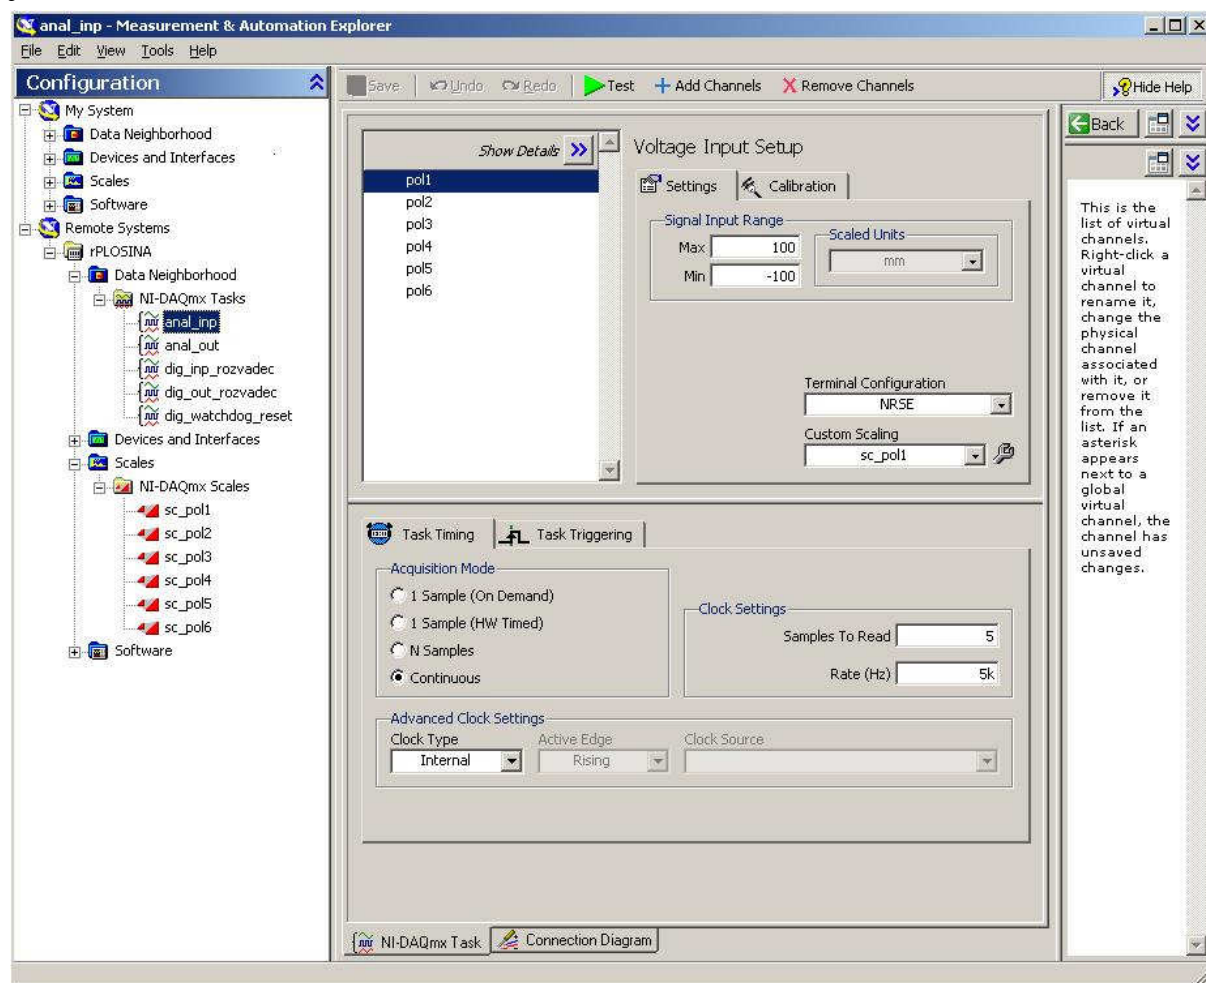 anal_inp - Measurement & Automation Explorer
File Edit View Tools Help
Configuration
My System
Data Neighborhood
Devices and Interfaces
Scales
Software
Remote Systems
rPLOSINA
Data Neighborhood
NI-DAQmx Tasks
anal_inp
anal_out
dig_inp_rozvadec
dig_out_rozvadec
dig_watchdog_reset
Devices and Interfaces
Scales
NI-DAQmx Scales
sc_pol1
sc_pol2
sc_pol3
sc_pol4
sc_pol5
sc_pol6
Software
Save Undo Redo Test Add Channels Remove Channels Hide Help
Show Details
pol1
pol2
pol3
pol4
pol5
pol6
Voltage Input Setup
Settings Calibration
Signal Input Range
Max 100
Min -100
Scaled Units
mm
Terminal Configuration
NRSE
Custom Scaling
sc_pol1
Task Timing Task Triggering
Acquisition Mode
1 Sample (On Demand)
1 Sample (HW Timed)
N Samples
Continuous
Clock Settings
Samples To Read 5
Rate (Hz) 5k
Advanced Clock Settings
Clock Type Active Edge Clock Source
Internal Rising
NI-DAQmx Task Connection Diagram
Back
This is the
list of virtual
channels.
Right-click a
virtual
channel to
rename it,
change the
physical
channel
associated
with it, or
remove it
from the
list. If an
asterisk
appears
next to a
global
virtual
channel, the
channel has
unsaved
changes.